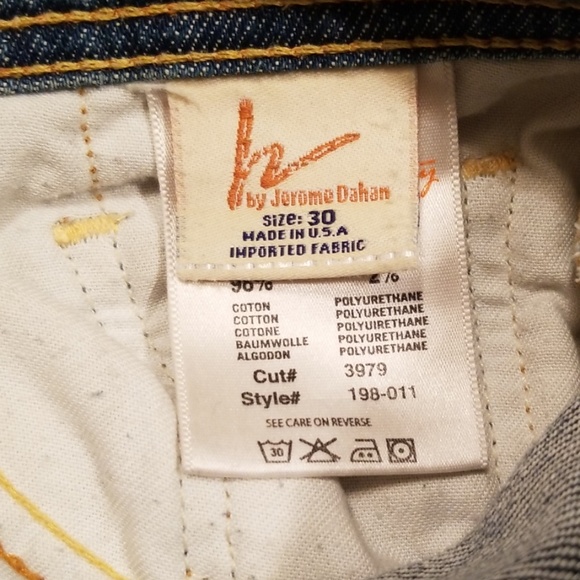 by Jerome Dahan
Size: 30
MADE IN U.S.A
IMPORTED FABRIC
98% 2%
COTON POLYURETHANE
COTTON POLYURETHANE
COTONE POLYUIRETHANE
BAUMWOLLE POLYURETHANE
ALGODON POLYURETHANE
Cut# 3979
Style# 198-011
SEE CARE ON REVERSE
30